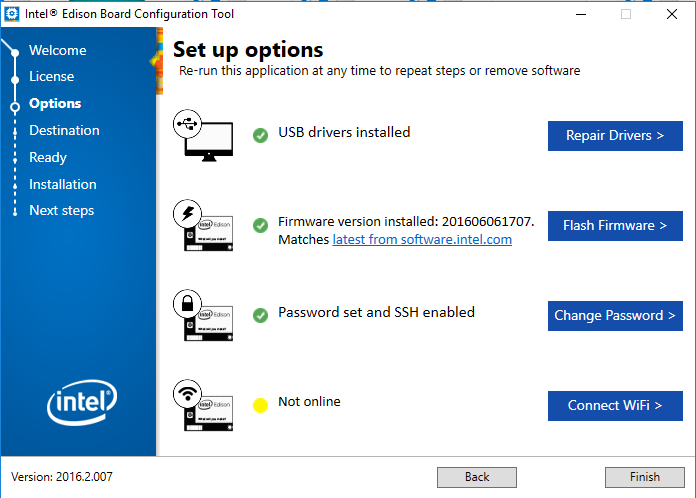 Intel® Edison Board Configuration Tool
Welcome
License
Options
Destination
Ready
Installation
Next steps
Set up options
Re-run this application at any time to repeat steps or remove software
USB drivers installed
Repair Drivers >
Intel Edison
Firmware version installed: 201606061707.
Matches latest from software.intel.com
Flash Firmware >
Intel Edison
Password set and SSH enabled
Change Password >
Intel Edison
Not online
Connect WiFi >
intel
Version: 2016.2.007
Back
Finish